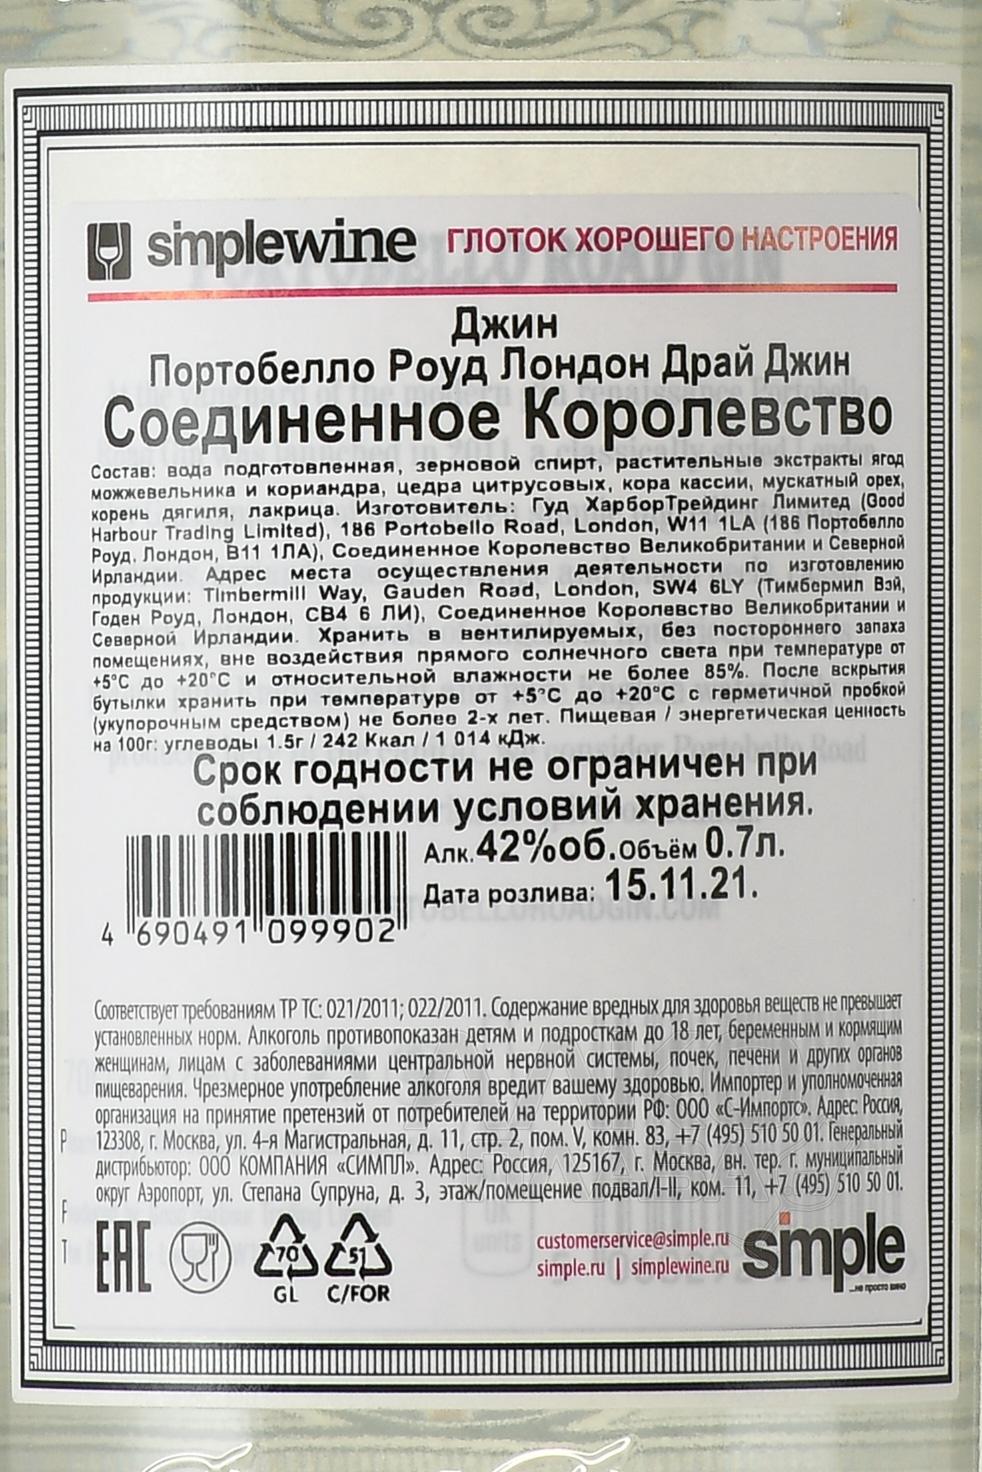 simplewine ГЛОТОК ХОРОШЕГО НАСТРОЕНИЯ
Джин
Портобелло Роуд Лондон Драй Джин
Соединенное Королевство
Состав: вода подготовленная, зерновой спирт, растительные экстракты ягод
можжевельника и кориандра, цедра цитрусовых, кора кассии, мускатный орех,
корень дягиля, лакрица. Изготовитель: Гуд ХарборТрейдинг Лимитед (Good
Harbour Trading Limited), 186 Portobello Road, London, W11 1LA (186 Портобелло
Роуд, Лондон, В11 1ЛА), Соединенное Королевство Великобритании и Северной
Ирландии. Адрес места осуществления деятельности по изготовлению
продукции: Timbermill Way, Gauden Road, London, SW4 6LY (Тимбермил Вэй,
Годен Роуд, Лондон, СВ4 6 ЛИ), Соединенное Королевство Великобритании и
Северной Ирландии. Хранить в вентилируемых, без постороннего запаха
помещениях, вне воздействия прямого солнечного света при температуре от
+5°С до +20°С и относительной влажности не более 85%. После вскрытия
бутылки хранить при температуре от +5°С до +20°С с герметичной пробкой
(укупорочным средством) не более 2-х лет. Пищевая / энергетическая ценность
на 100г: углеводы 1.5г / 242 Ккал / 1 014 кДж.
Срок годности не ограничен при
соблюдении условий хранения.
Алк. 42%об. Объём 0.7л.
Дата розлива: 15.11.21.
4 690491 099902
Соответствует требованиям ТР ТС: 021/2011; 022/2011. Содержание вредных для здоровья веществ не превышает
установленных норм. Алкоголь противопоказан детям и подросткам до 18 лет, беременным и кормящим
женщинам, лицам с заболеваниями центральной нервной системы, почек, печени и других органов
пищеварения. Чрезмерное употребление алкоголя вредит вашему здоровью. Импортер и уполномоченная
организация на принятие претензий от потребителей на территории РФ: ООО «С-Импортс». Адрес: Россия,
123308, г. Москва, ул. 4-я Магистральная, д. 11, стр. 2, пом. V, комн. 83, +7 (495) 510 50 01. Генеральный
дистрибьютор: ООО КОМПАНИЯ «СИМПЛ». Адрес: Россия, 125167, г. Москва, вн. тер. г. муниципальный
округ Аэропорт, ул. Степана Супруна, д. 3, этаж/помещение подвал/I-II, ком. 11, +7 (495) 510 50 01.
EAC
70
GL
51
C/FOR
customerservice@simple.ru
simple.ru | simplewine.ru
simple
...не просто вино